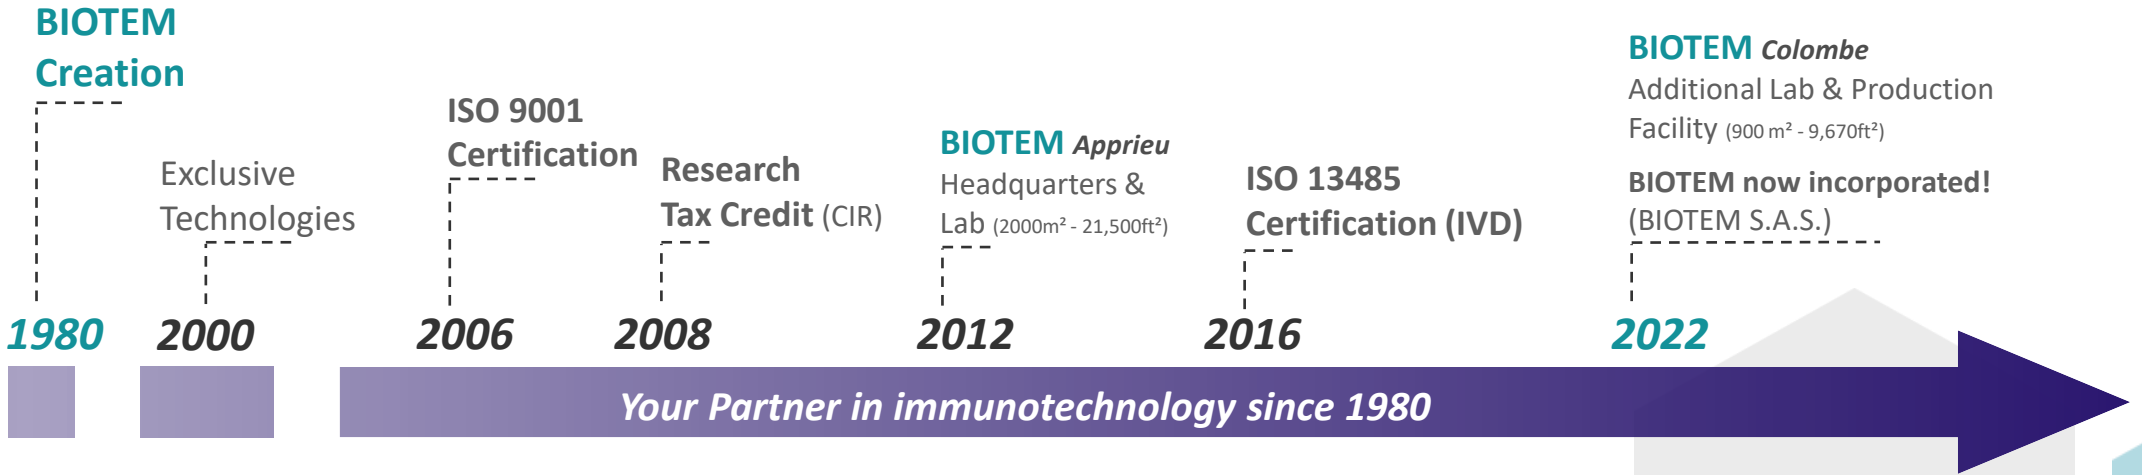 BIOTEM
Creation
1980
Exclusive
Technologies
2000
ISO 9001
Certification
2006
Research
Tax Credit (CIR)
2008
BIOTEM Apprieu
Headquarters &
Lab (2000m² - 21,500ft²)
2012
ISO 13485
Certification (IVD)
2016
BIOTEM Colombe
Additional Lab & Production
Facility (900 m² - 9,670ft²)
BIOTEM now incorporated!
(BIOTEM S.A.S.)
2022
Your Partner in immunotechnology since 1980